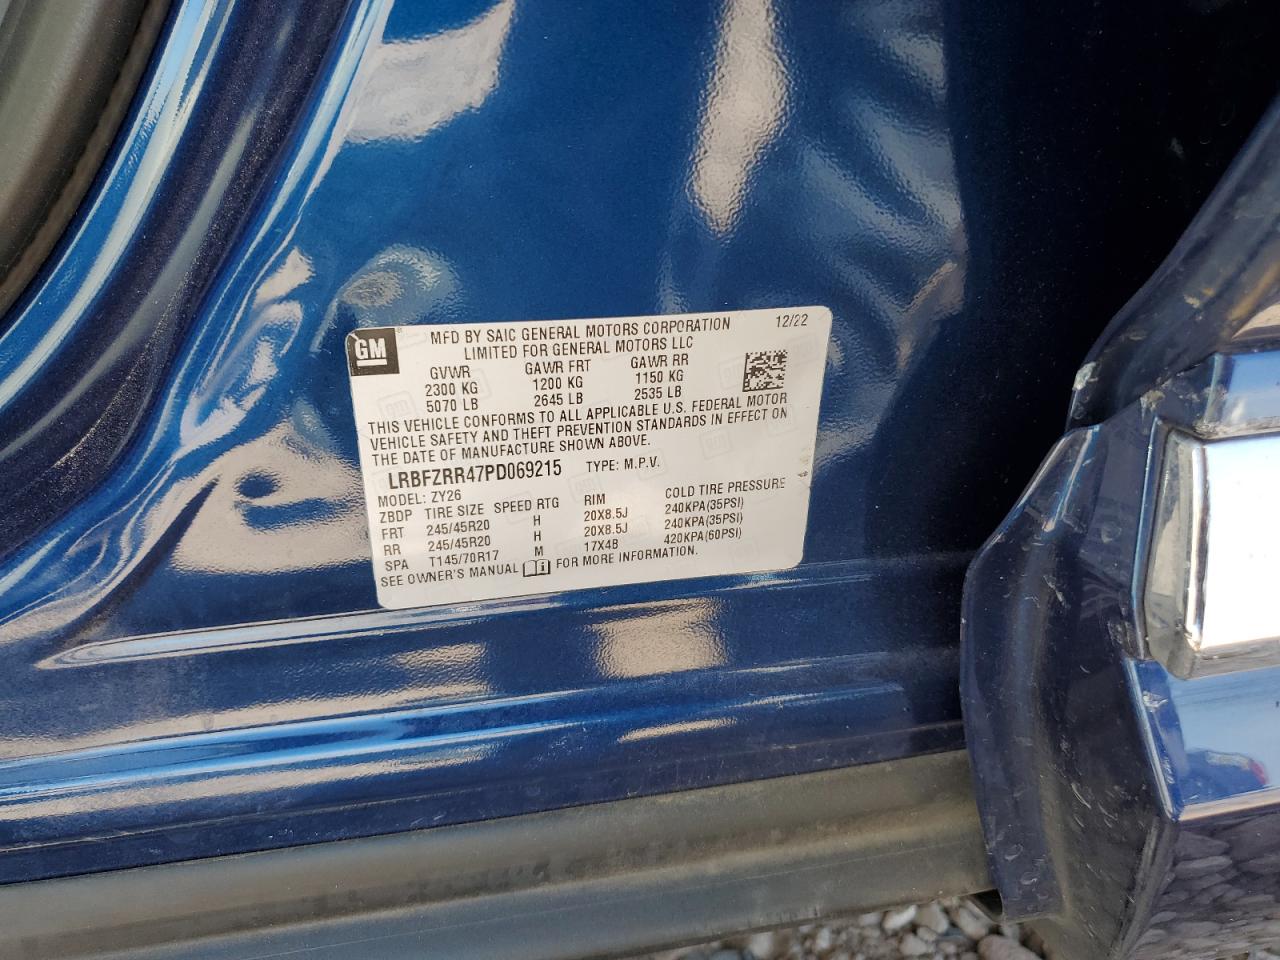 GM
MFD BY SAIC GENERAL MOTORS CORPORATION 12/22
LIMITED FOR GENERAL MOTORS LLC
GVWR GAWR FRT GAWR RR
2300 KG 1200 KG 1150 KG
5070 LB 2645 LB 2535 LB
THIS VEHICLE CONFORMS TO ALL APPLICABLE U.S. FEDERAL MOTOR
VEHICLE SAFETY AND THEFT PREVENTION STANDARDS IN EFFECT ON
THE DATE OF MANUFACTURE SHOWN ABOVE.
LRBFZRR47PD069215 TYPE: M.P.V.
MODEL: ZY26
ZBDP TIRE SIZE SPEED RTG RIM COLD TIRE PRESSURE
FRT 245/45R20 H 20X8.5J 240KPA(35PSI)
RR 245/45R20 H 20X8.5J 240KPA(35PSI)
SPA T145/70R17 M 17X4B 420KPA(60PSI)
SEE OWNER'S MANUAL i FOR MORE INFORMATION.